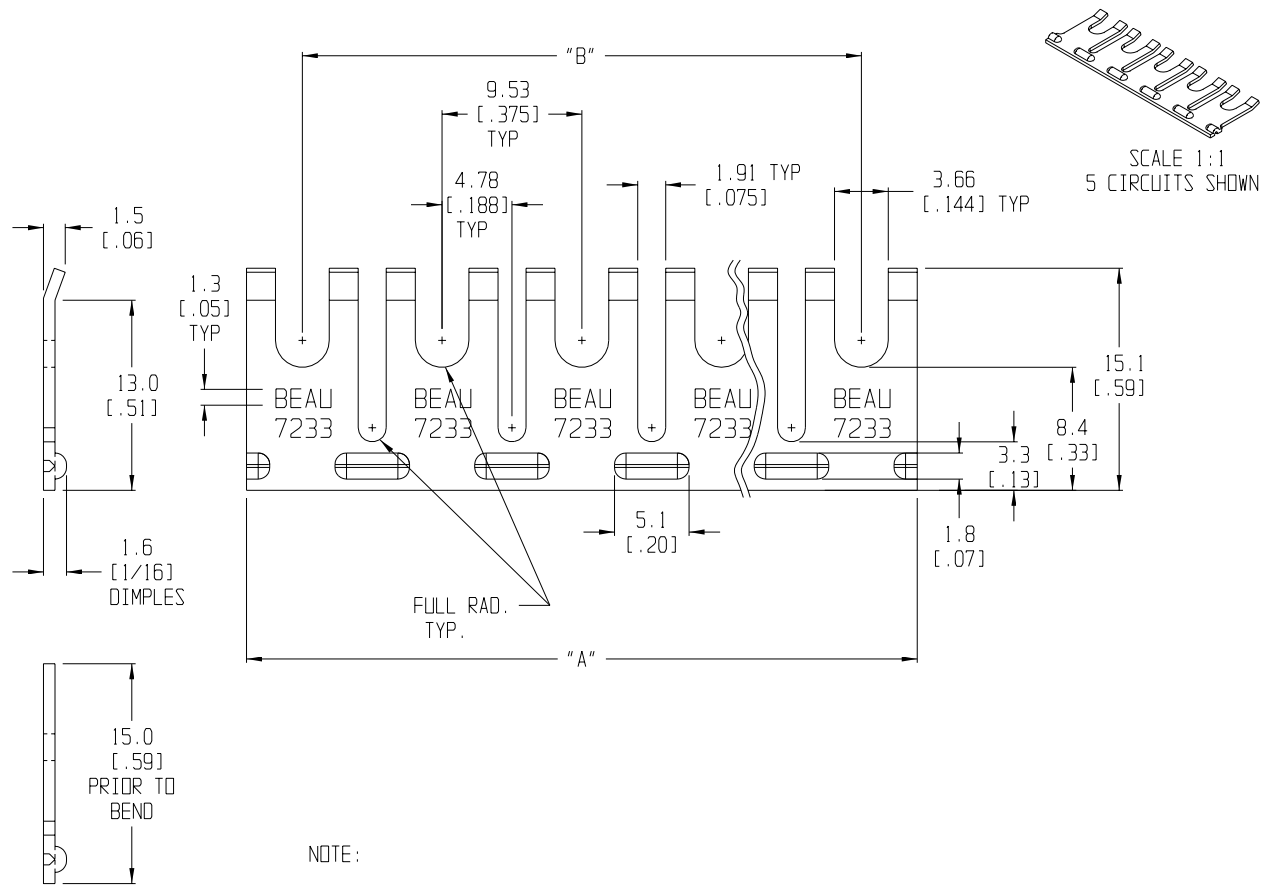 "B"
9.53
[.375]
TYP
4.78
[.188]
TYP
1.91 TYP
[.075]
3.66
[.144] TYP
SCALE 1:1
5 CIRCUITS SHOWN
1.5
[.06]
1.3
[.05]
TYP
13.0
[.51]
BEAU
7233
BEAU
7233
BEAU
7233
BEAU
7233
BEAU
7233
15.1
[.59]
8.4
[.33]
3.3
[.13]
1.8
[.07]
5.1
[.20]
1.6
[1/16]
DIMPLES
FULL RAD.
TYP.
"A"
15.0
[.59]
PRIOR TO
BEND
NOTE: